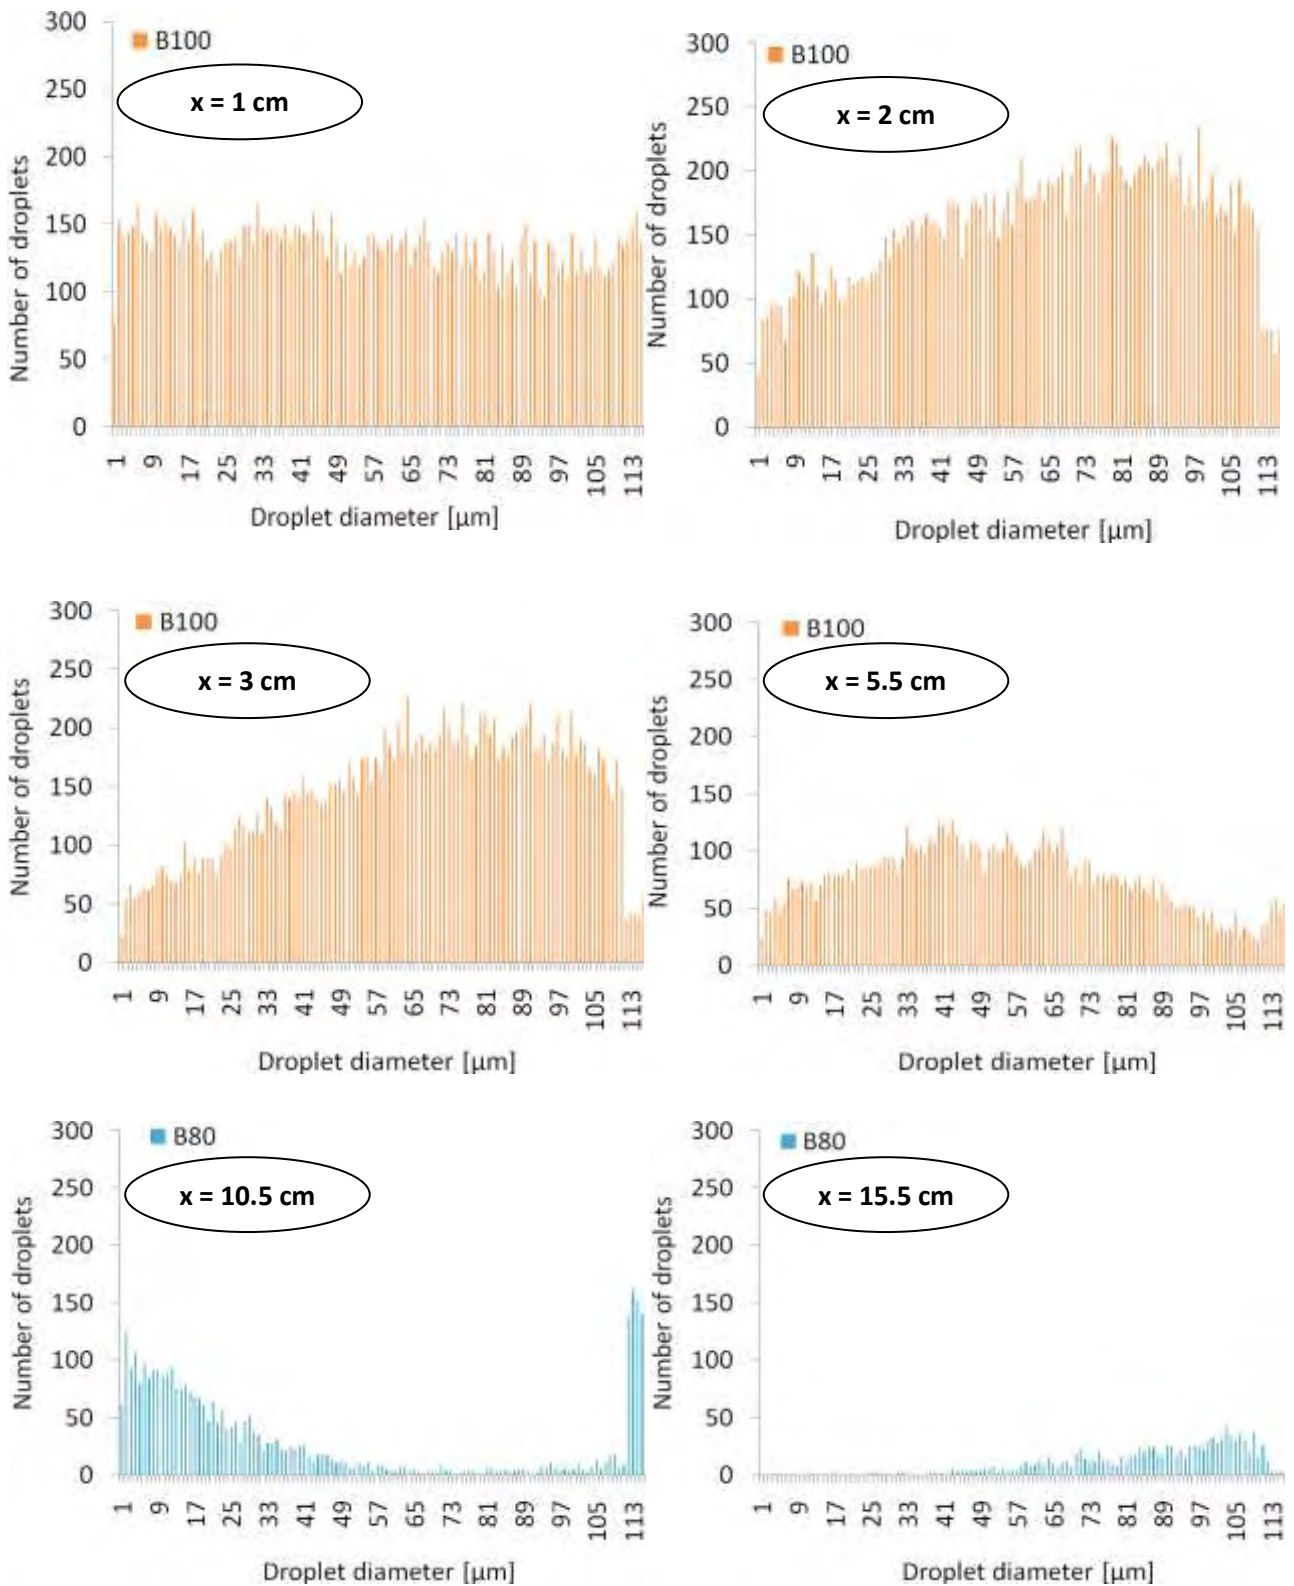 300
250
200
150
100
50
0
Number of droplets
B100
x = 1 cm
1 9 17 25 33 41 49 57 65 73 81 89 97 105 113
Droplet diameter [µm]
300
250
200
150
100
50
0
Number of droplets
B100
x = 2 cm
1 9 17 25 33 41 49 57 65 73 81 89 97 105 113
Droplet diameter [µm]
300
250
200
150
100
50
0
Number of droplets
B100
x = 3 cm
1 9 17 25 33 41 49 57 65 73 81 89 97 105 113
Droplet diameter [µm]
300
250
200
150
100
50
0
Number of droplets
B100
x = 5.5 cm
1 9 17 25 33 41 49 57 65 73 81 89 97 105 113
Droplet diameter [µm]
300
250
200
150
100
50
0
Number of droplets
B80
x = 10.5 cm
1 9 17 25 33 41 49 57 65 73 81 89 97 105 113
Droplet diameter [µm]
300
250
200
150
100
50
0
Number of droplets
B80
x = 15.5 cm
1 9 17 25 33 41 49 57 65 73 81 89 97 105 113
Droplet diameter [µm]